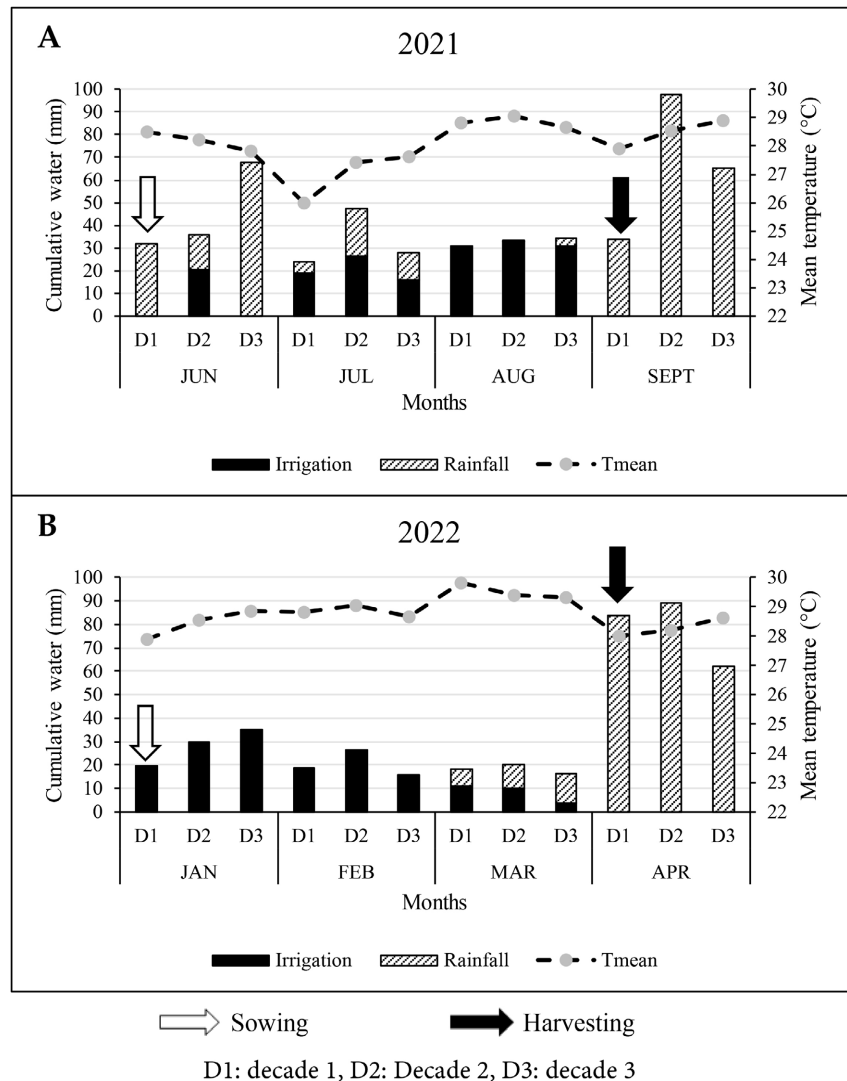 A
2021
Cumulative water (mm)
100
90
80
70
60
50
40
30
20
10
0
Mean temperature (°C)
30
29
28
27
26
25
24
23
22
D1 D2 D3 D1 D2 D3 D1 D2 D3 D1 D2 D3
JUN JUL AUG SEPT
Months
Irrigation Rainfall Tmean
B
2022
Cumulative water (mm)
100
90
80
70
60
50
40
30
20
10
0
Mean temperature (°C)
30
29
28
27
26
25
24
23
22
D1 D2 D3 D1 D2 D3 D1 D2 D3 D1 D2 D3
JAN FEB MAR APR
Months
Irrigation Rainfall Tmean
Sowing Harvesting
D1: decade 1, D2: Decade 2, D3: decade 3